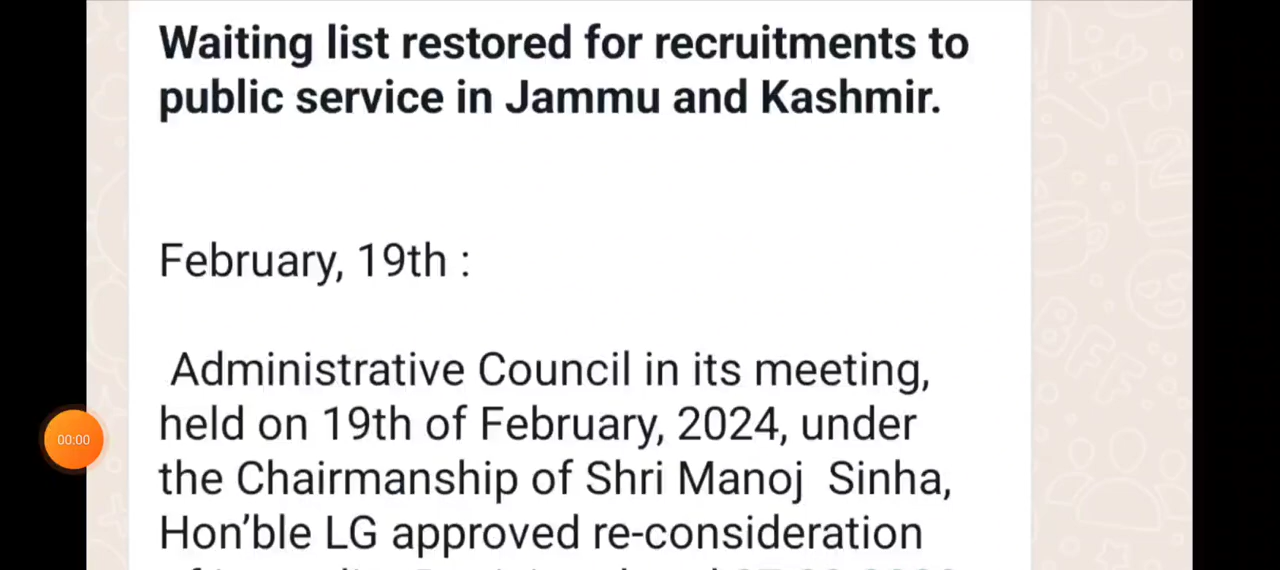 Waiting list restored for recruitments to
public service in Jammu and Kashmir.
February, 19th :
Administrative Council in its meeting,
held on 19th of February, 2024, under
the Chairmanship of Shri Manoj Sinha,
00:00
Hon’ble LG approved re-consideration